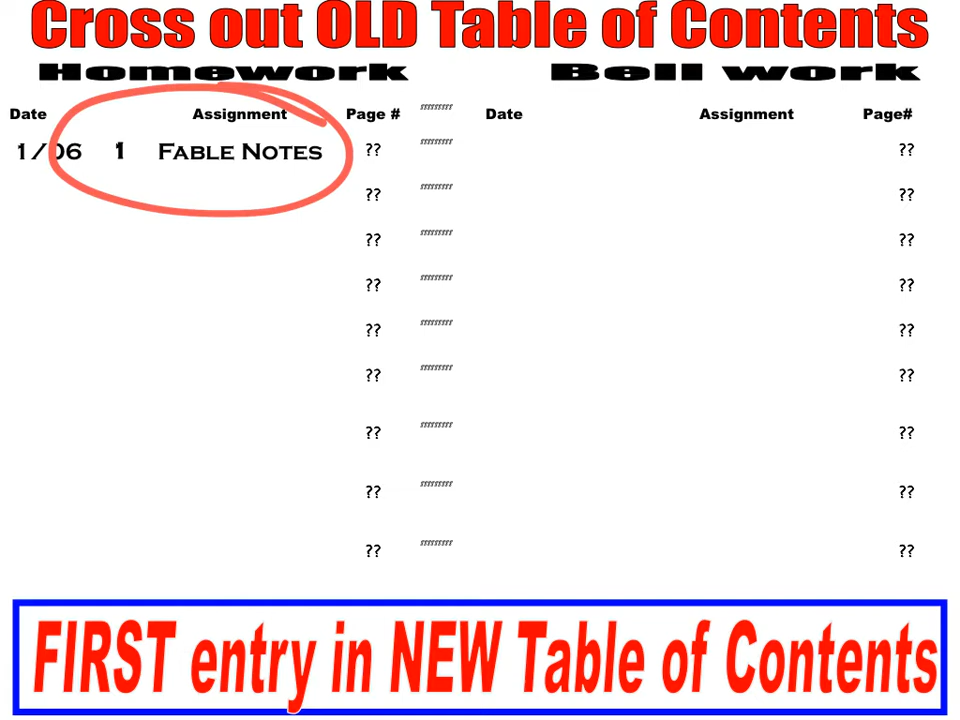 Cross out OLD Table of Contents
Homework Bell work
Date Assignment Page # Date Assignment Page#
1/06 1 Fable Notes ?? ??
?? ??
?? ??
?? ??
?? ??
?? ??
?? ??
?? ??
?? ??
FIRST entry in NEW Table of Contents